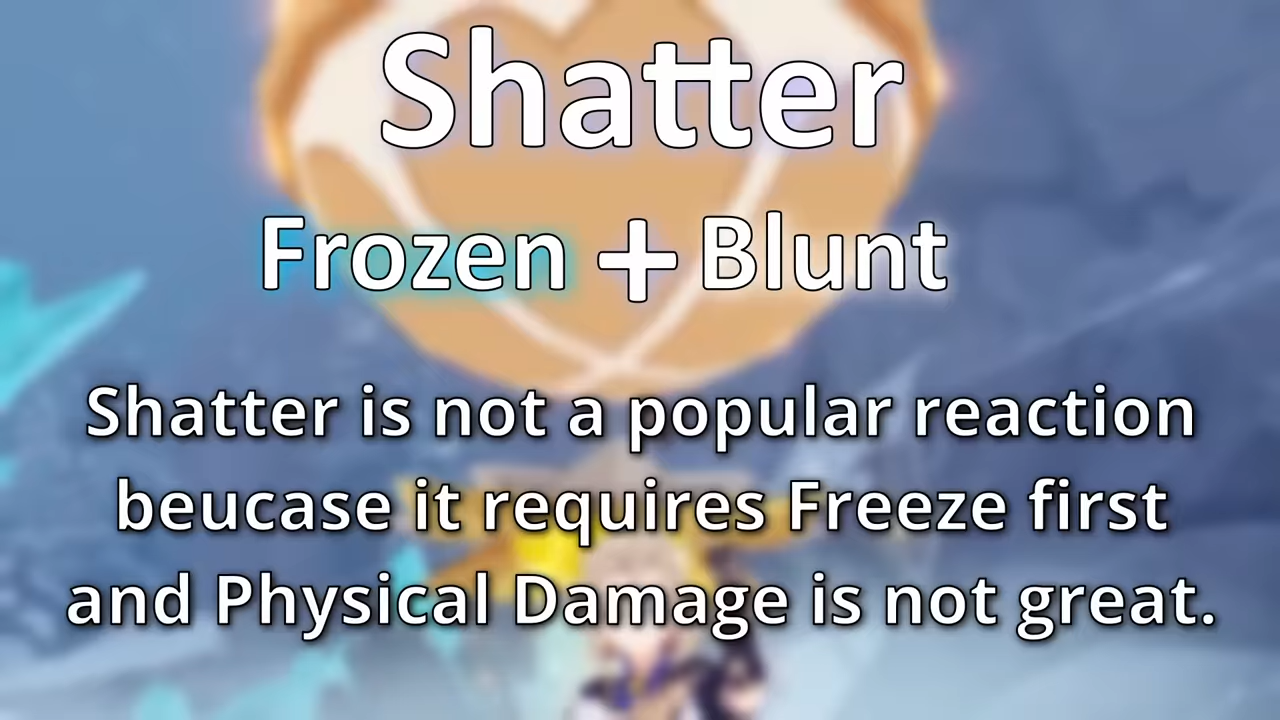 Shatter
Frozen + Blunt
Shatter is not a popular reaction
beucase it requires Freeze first
and Physical Damage is not great.